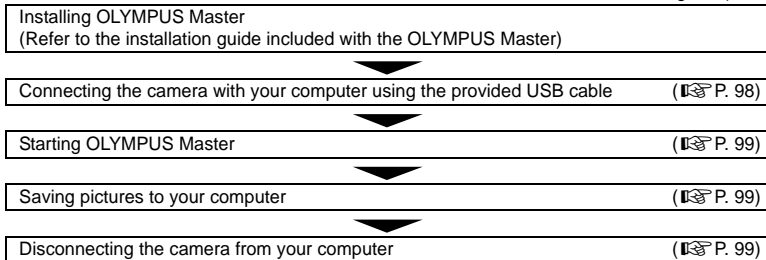 Installing OLYMPUS Master
(Refer to the installation guide included with the OLYMPUS Master)
Connecting the camera with your computer using the provided USB cable (☞P. 98)
Starting OLYMPUS Master (☞P. 99)
Saving pictures to your computer (☞P. 99)
Disconnecting the camera from your computer (☞P. 99)